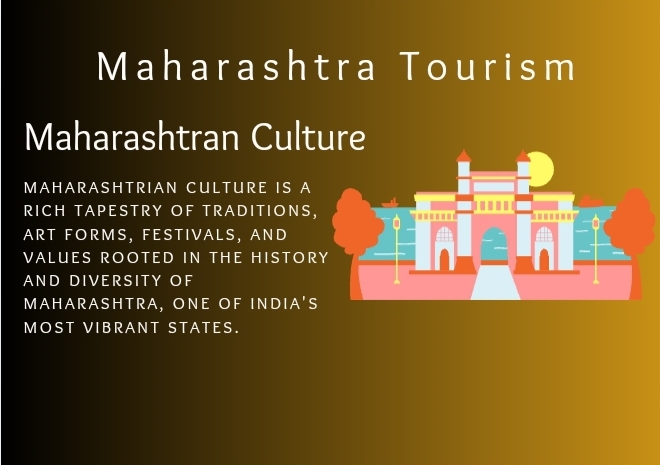 Maharashtra Tourism
Maharashtran Culture
MAHARASHTRIAN CULTURE IS A
RICH TAPESTRY OF TRADITIONS,
ART FORMS, FESTIVALS, AND
VALUES ROOTED IN THE HISTORY
AND DIVERSITY OF
MAHARASHTRA, ONE OF INDIA'S
MOST VIBRANT STATES.